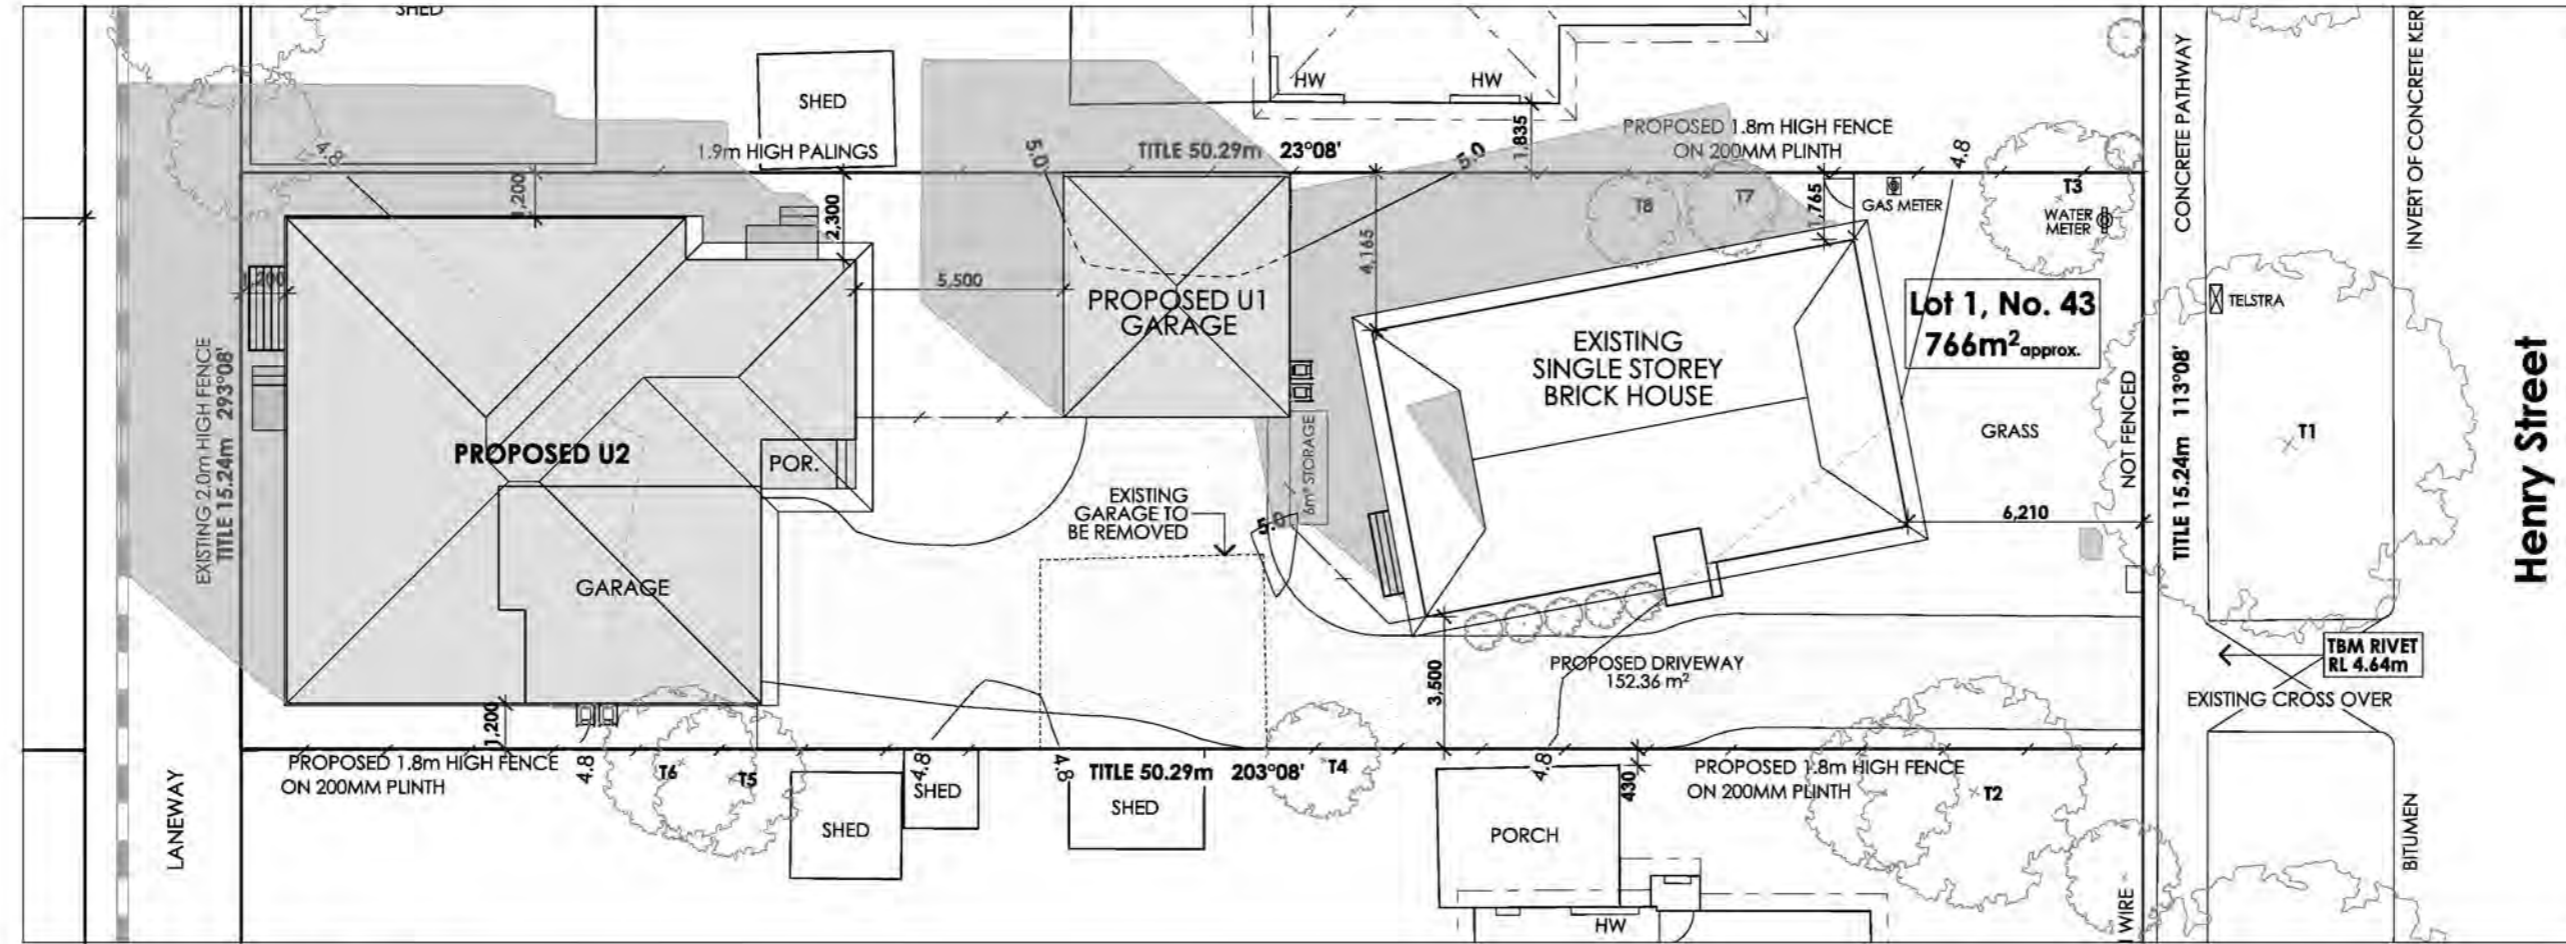 SHED
SHED
1.9m HIGH PALINGS
HW
HW
TITLE 50.29m 23°08'
5.0
5.0
1,835
PROPOSED 1.8m HIGH FENCE
ON 200MM PLINTH
4.8
4.8
1,200
2,300
4,165
1,765
T8
T7
GAS METER
T3
WATER
METER
CONCRETE PATHWAY
INVERT OF CONCRETE KER
1,200
5,500
PROPOSED U1
GARAGE
EXISTING
SINGLE STOREY
BRICK HOUSE
Lot 1, No. 43
766m² approx.
TELSTRA
EXISTING 2.0m HIGH FENCE
TITLE 15.24m 293°08'
PROPOSED U2
POR.
6m³ STORAGE
GRASS
NOT FENCED
TITLE 15.24m 113°08'
T1
Henry Street
EXISTING
GARAGE TO
BE REMOVED
5.0
6,210
GARAGE
PROPOSED DRIVEWAY
152.36 m²
3,500
TBM RIVET
RL 4.64m
EXISTING CROSS OVER
1,200
PROPOSED 1.8m HIGH FENCE
ON 200MM PLINTH
4.8
T6
T5
4.8
4.8
TITLE 50.29m 203°08'
T4
4.8
430
PROPOSED 1.8m HIGH FENCE
ON 200MM PLINTH
T2
LANEWAY
SHED
SHED
SHED
PORCH
HW
WIRE
BITUMEN